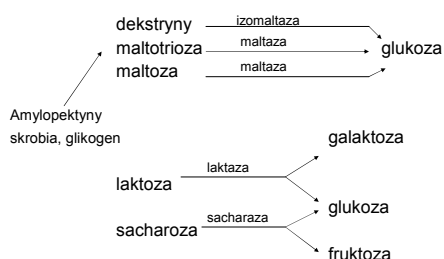 dekstryny izomaltaza
maltotrioza maltaza glukoza
maltoza maltaza
Amylopektyny
skrobia, glikogen
galaktoza
laktoza laktaza
glukoza
sacharoza sacharaza
fruktoza